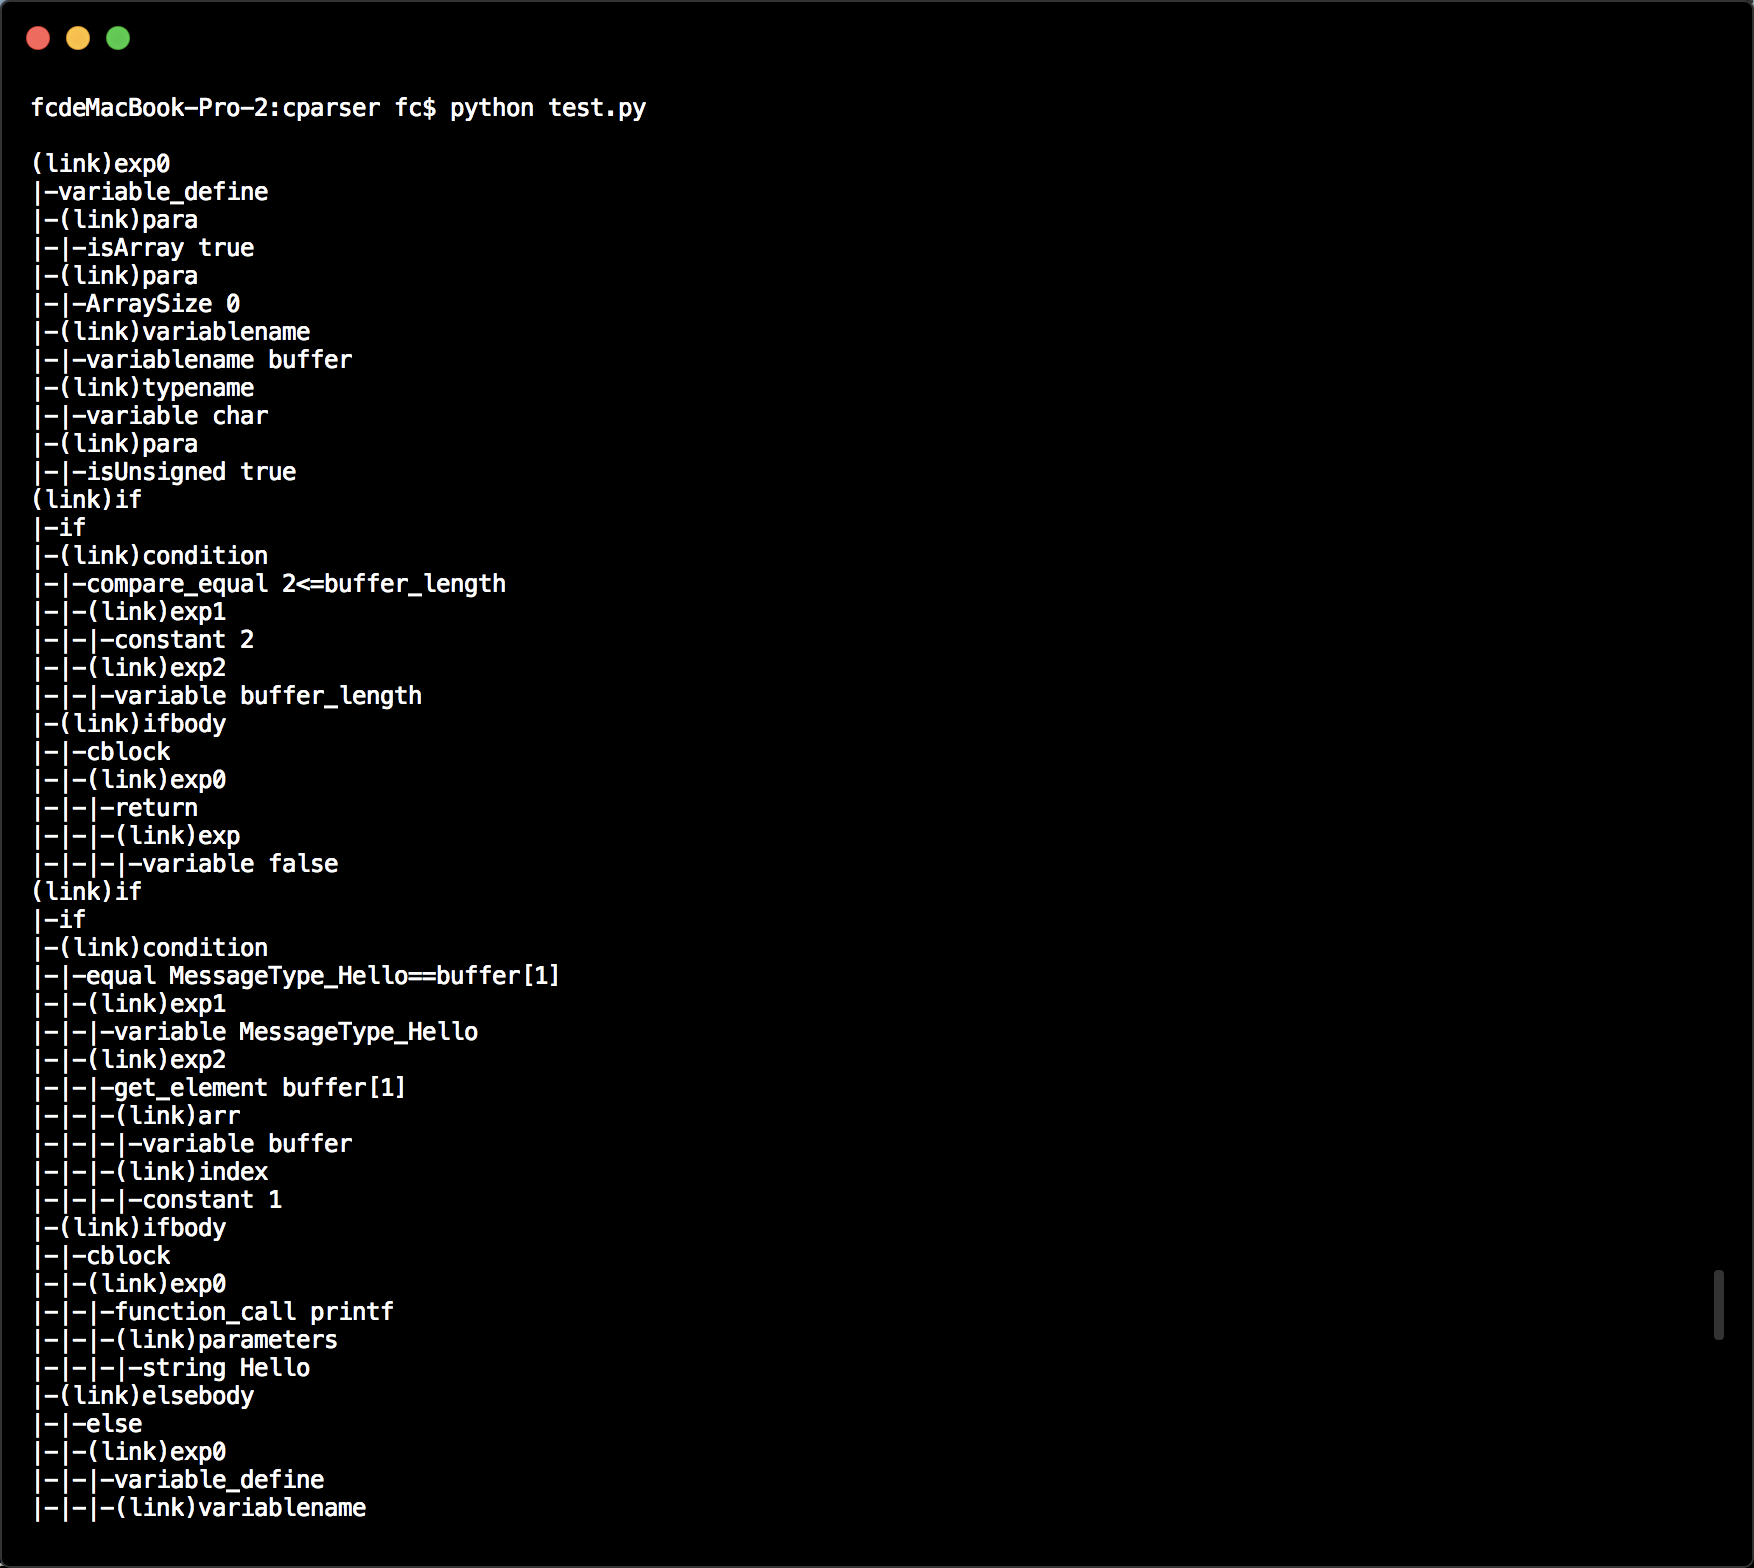 fcdeMacBook-Pro-2:cparser fc$ python test.py
(link)exp0
|-variable_define
|-(link)para
|-|-isArray true
|-(link)para
|-|-ArraySize 0
|-(link)variablename
|-|-variablename buffer
|-(link)typename
|-|-variable char
|-(link)para
|-|-isUnsigned true
(link)if
|-if
|-(link)condition
|-|-compare_equal 2<=buffer_length
|-|-(link)exp1
|-|-|-constant 2
|-|-(link)exp2
|-|-|-variable buffer_length
|-(link)ifbody
|-|-cblock
|-|-(link)exp0
|-|-|-return
|-|-|-(link)exp
|-|-|-|-variable false
(link)if
|-if
|-(link)condition
|-|-equal MessageType_Hello==buffer[1]
|-|-(link)exp1
|-|-|-variable MessageType_Hello
|-|-(link)exp2
|-|-|-get_element buffer[1]
|-|-|-(link)arr
|-|-|-|-variable buffer
|-|-|-(link)index
|-|-|-|-constant 1
|-(link)ifbody
|-|-cblock
|-|-(link)exp0
|-|-|-function_call printf
|-|-|-(link)parameters
|-|-|-|-string Hello
|-(link)elsebody
|-|-else
|-|-(link)exp0
|-|-|-variable_define
|-|-|-(link)variablename